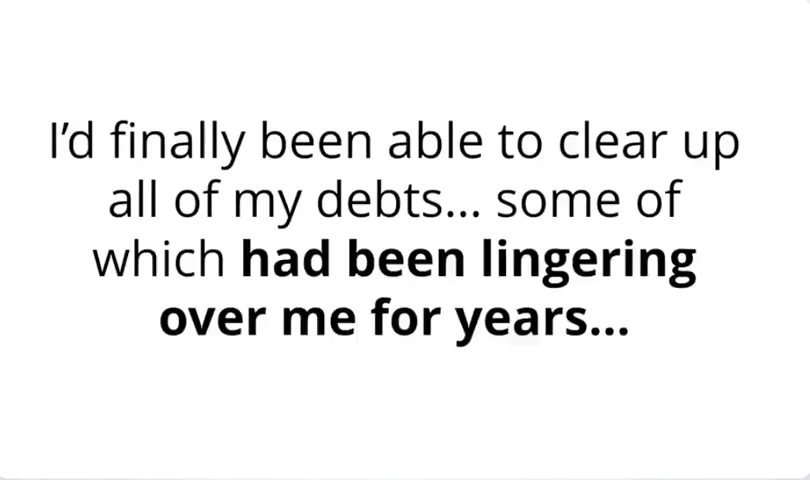 I’d finally been able to clear up
all of my debts... some of
which had been lingering
over me for years...